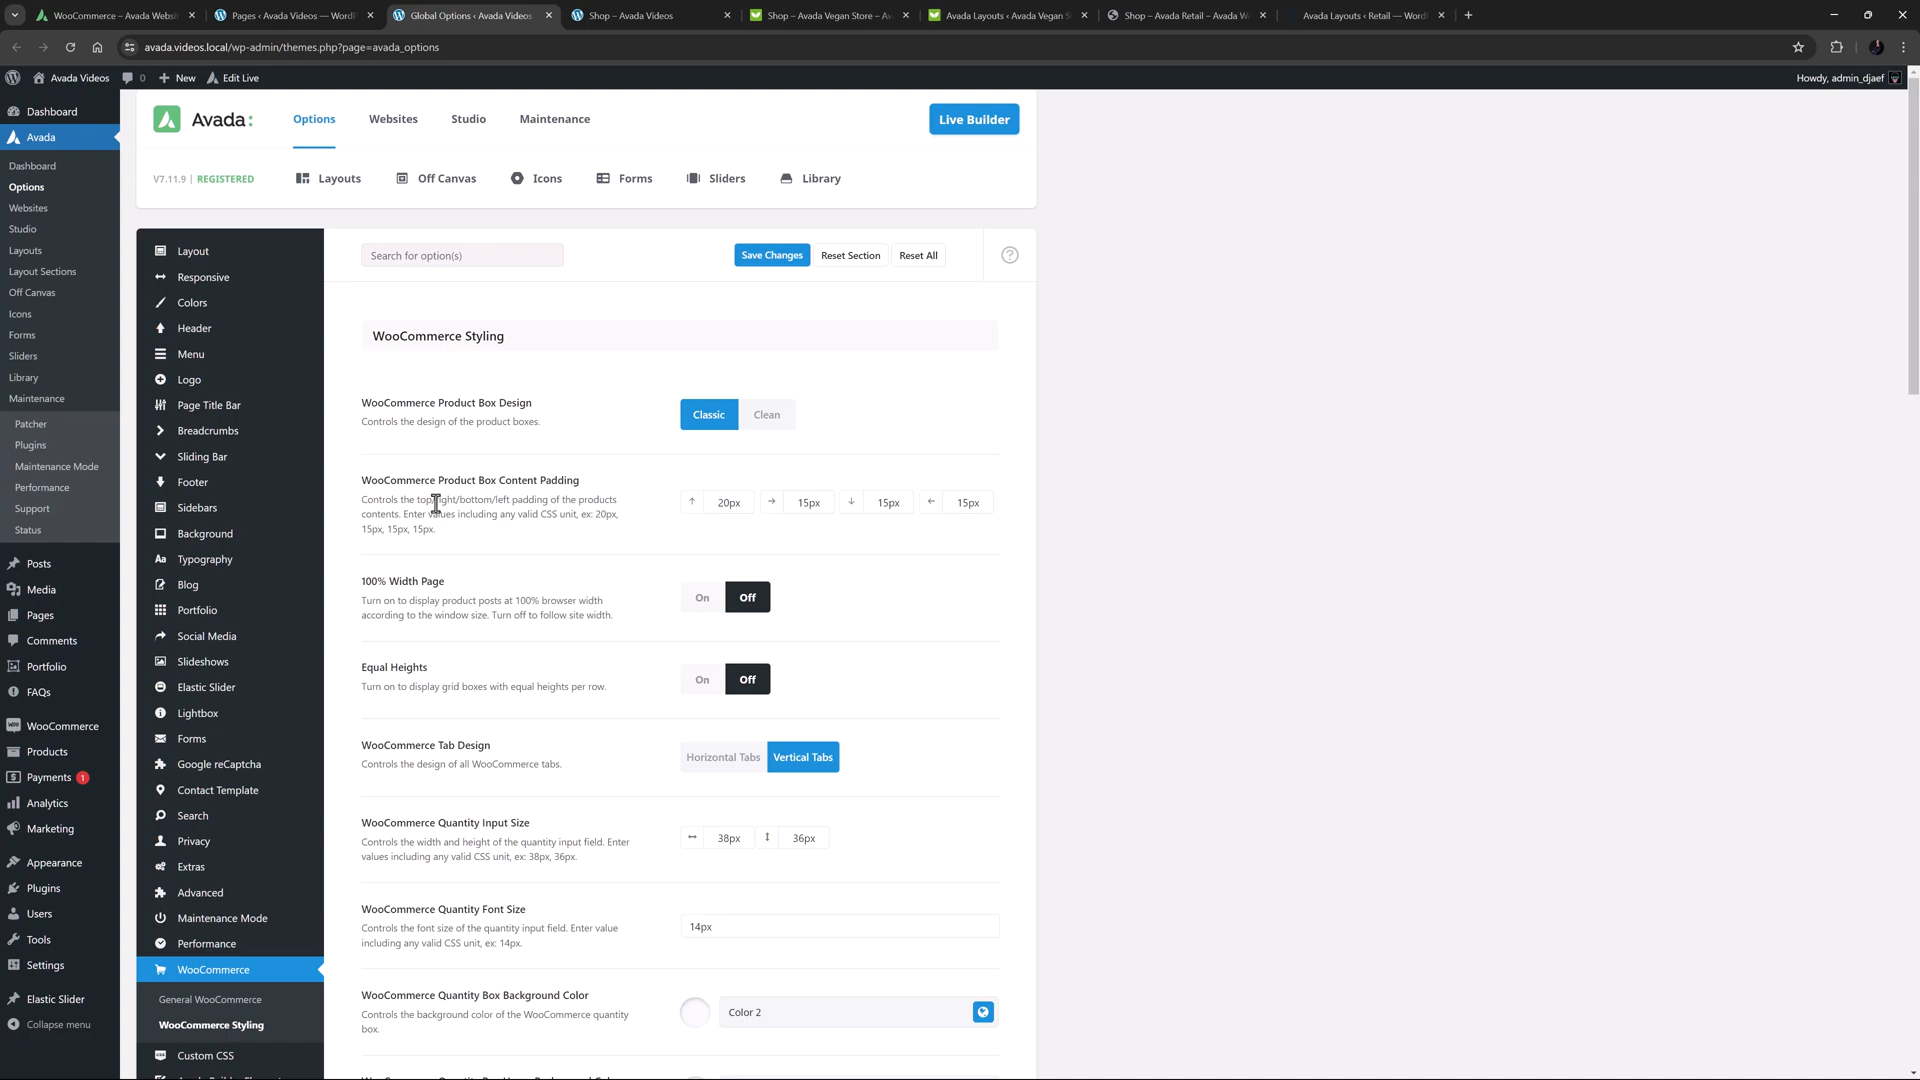 WooCommerce – Avada Websit
Pages ‹ Avada Videos — WordP
Global Options ‹ Avada Videos
Shop – Avada Videos
Shop – Avada Vegan Store – Av
Avada Layouts ‹ Avada Vegan S
Shop – Avada Retail – Avada W
Avada Layouts ‹ Retail — WordP
avada.videos.local/wp-admin/themes.php?page=avada_options
Avada Videos
0
New
Edit Live
Howdy, admin_djaef
Dashboard
Avada
Dashboard
Options
Websites
Studio
Layouts
Layout Sections
Off Canvas
Icons
Forms
Sliders
Library
Maintenance
Patcher
Plugins
Maintenance Mode
Performance
Support
Status
Posts
Media
Pages
Comments
Portfolio
FAQs
WooCommerce
Products
Payments 1
Analytics
Marketing
Appearance
Plugins
Users
Tools
Settings
Elastic Slider
Collapse menu
Avada:
Options
Websites
Studio
Maintenance
Live Builder
V7.11.9 | REGISTERED
Layouts
Off Canvas
Icons
Forms
Sliders
Library
Layout
Responsive
Colors
Header
Menu
Logo
Page Title Bar
Breadcrumbs
Sliding Bar
Footer
Sidebars
Background
Aa Typography
Blog
Portfolio
Social Media
Slideshows
Elastic Slider
Lightbox
Forms
Google reCaptcha
Contact Template
Search
Privacy
Extras
Advanced
Maintenance Mode
Performance
WooCommerce
General WooCommerce
WooCommerce Styling
Custom CSS
Search for option(s)
Save Changes
Reset Section
Reset All
WooCommerce Styling
WooCommerce Product Box Design
Controls the design of the product boxes.
Classic
Clean
WooCommerce Product Box Content Padding
Controls the top/right/bottom/left padding of the products
contents. Enter values including any valid CSS unit, ex: 20px,
15px, 15px, 15px.
20px
15px
15px
15px
100% Width Page
Turn on to display product posts at 100% browser width
according to the window size. Turn off to follow site width.
On
Off
Equal Heights
Turn on to display grid boxes with equal heights per row.
On
Off
WooCommerce Tab Design
Controls the design of all WooCommerce tabs.
Horizontal Tabs
Vertical Tabs
WooCommerce Quantity Input Size
Controls the width and height of the quantity input field. Enter
values including any valid CSS unit, ex: 38px, 36px.
38px
36px
WooCommerce Quantity Font Size
Controls the font size of the quantity input field. Enter value
including any valid CSS unit, ex: 14px.
14px
WooCommerce Quantity Box Background Color
Controls the background color of the WooCommerce quantity
box.
Color 2